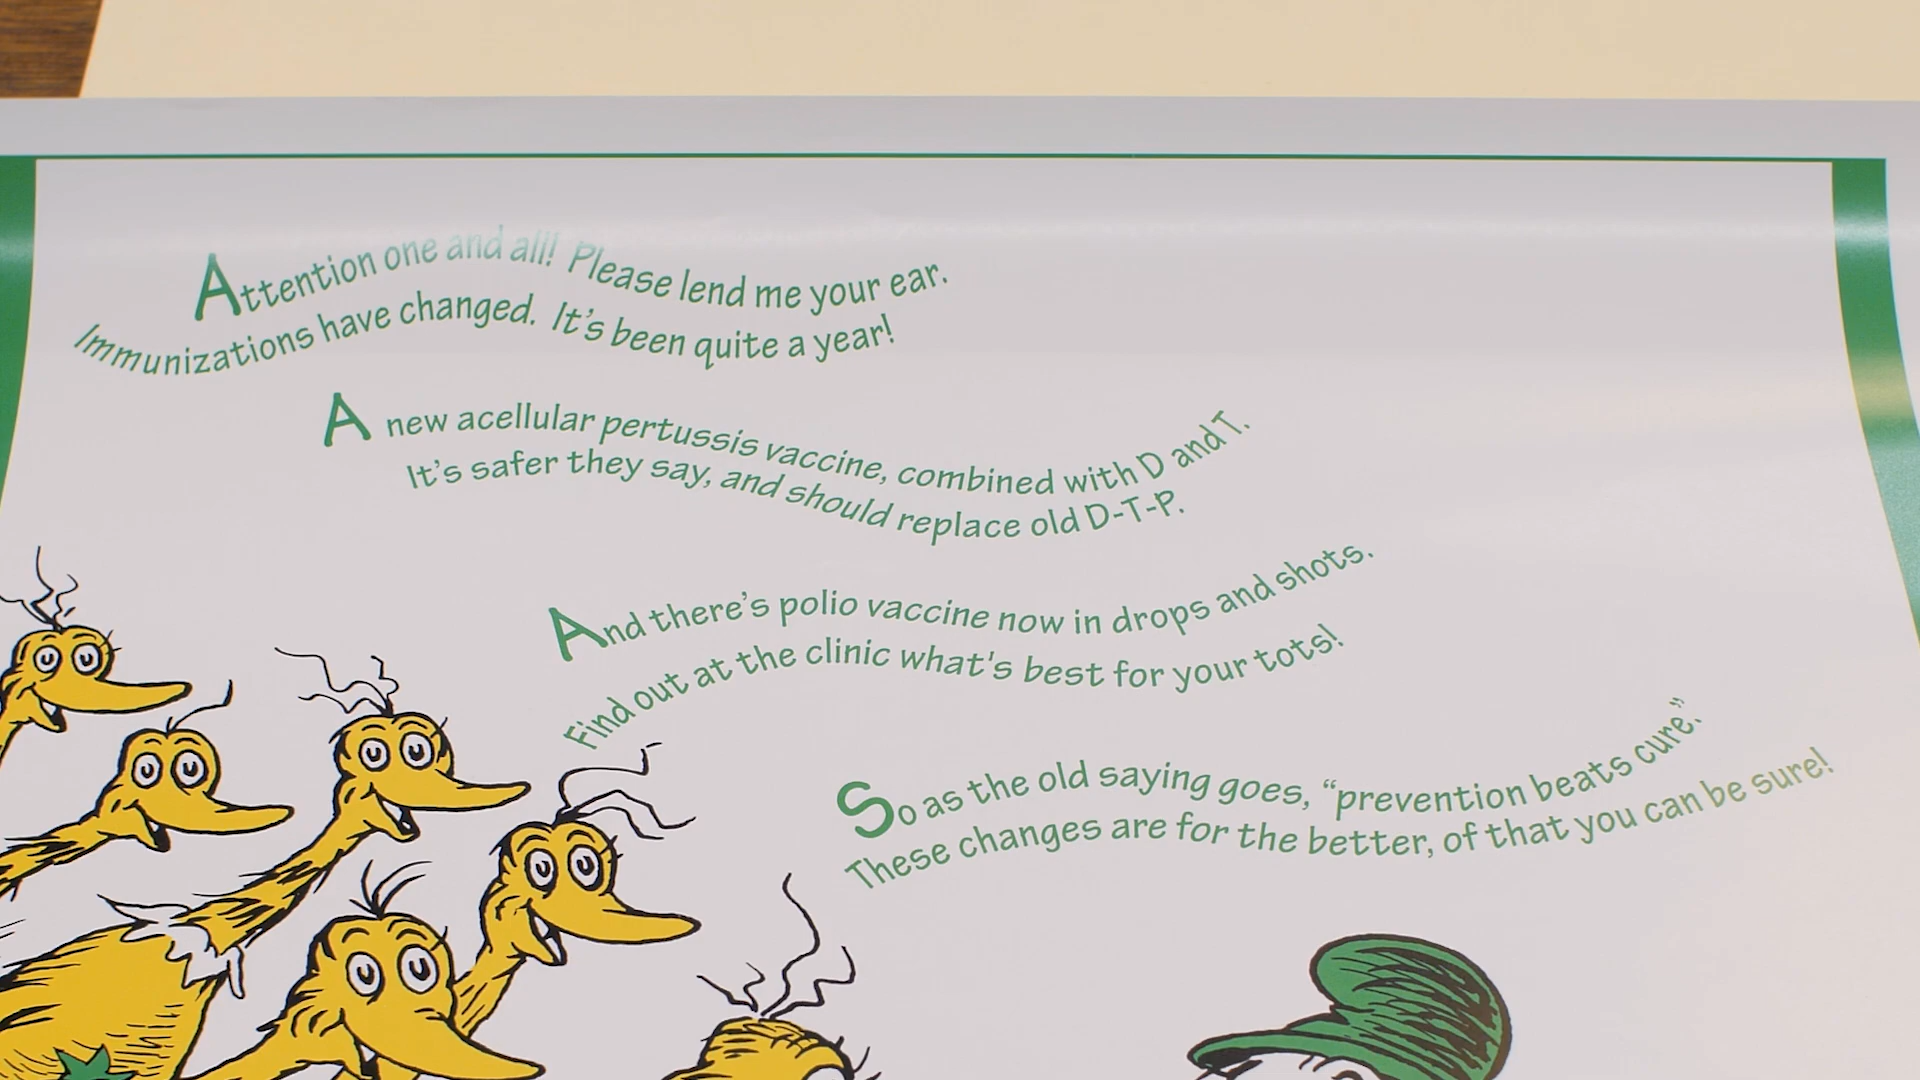 Attention one and all! Please lend me your ear.
Immunizations have changed. It's been quite a year!
A new acellular pertussis vaccine, combined with D and T.
It's safer they say, and should replace old D-T-P.
And there's polio vaccine now in drops and shots.
Find out at the clinic what's best for your tots!
So as the old saying goes, “prevention beats cure.”
These changes are for the better, of that you can be sure!